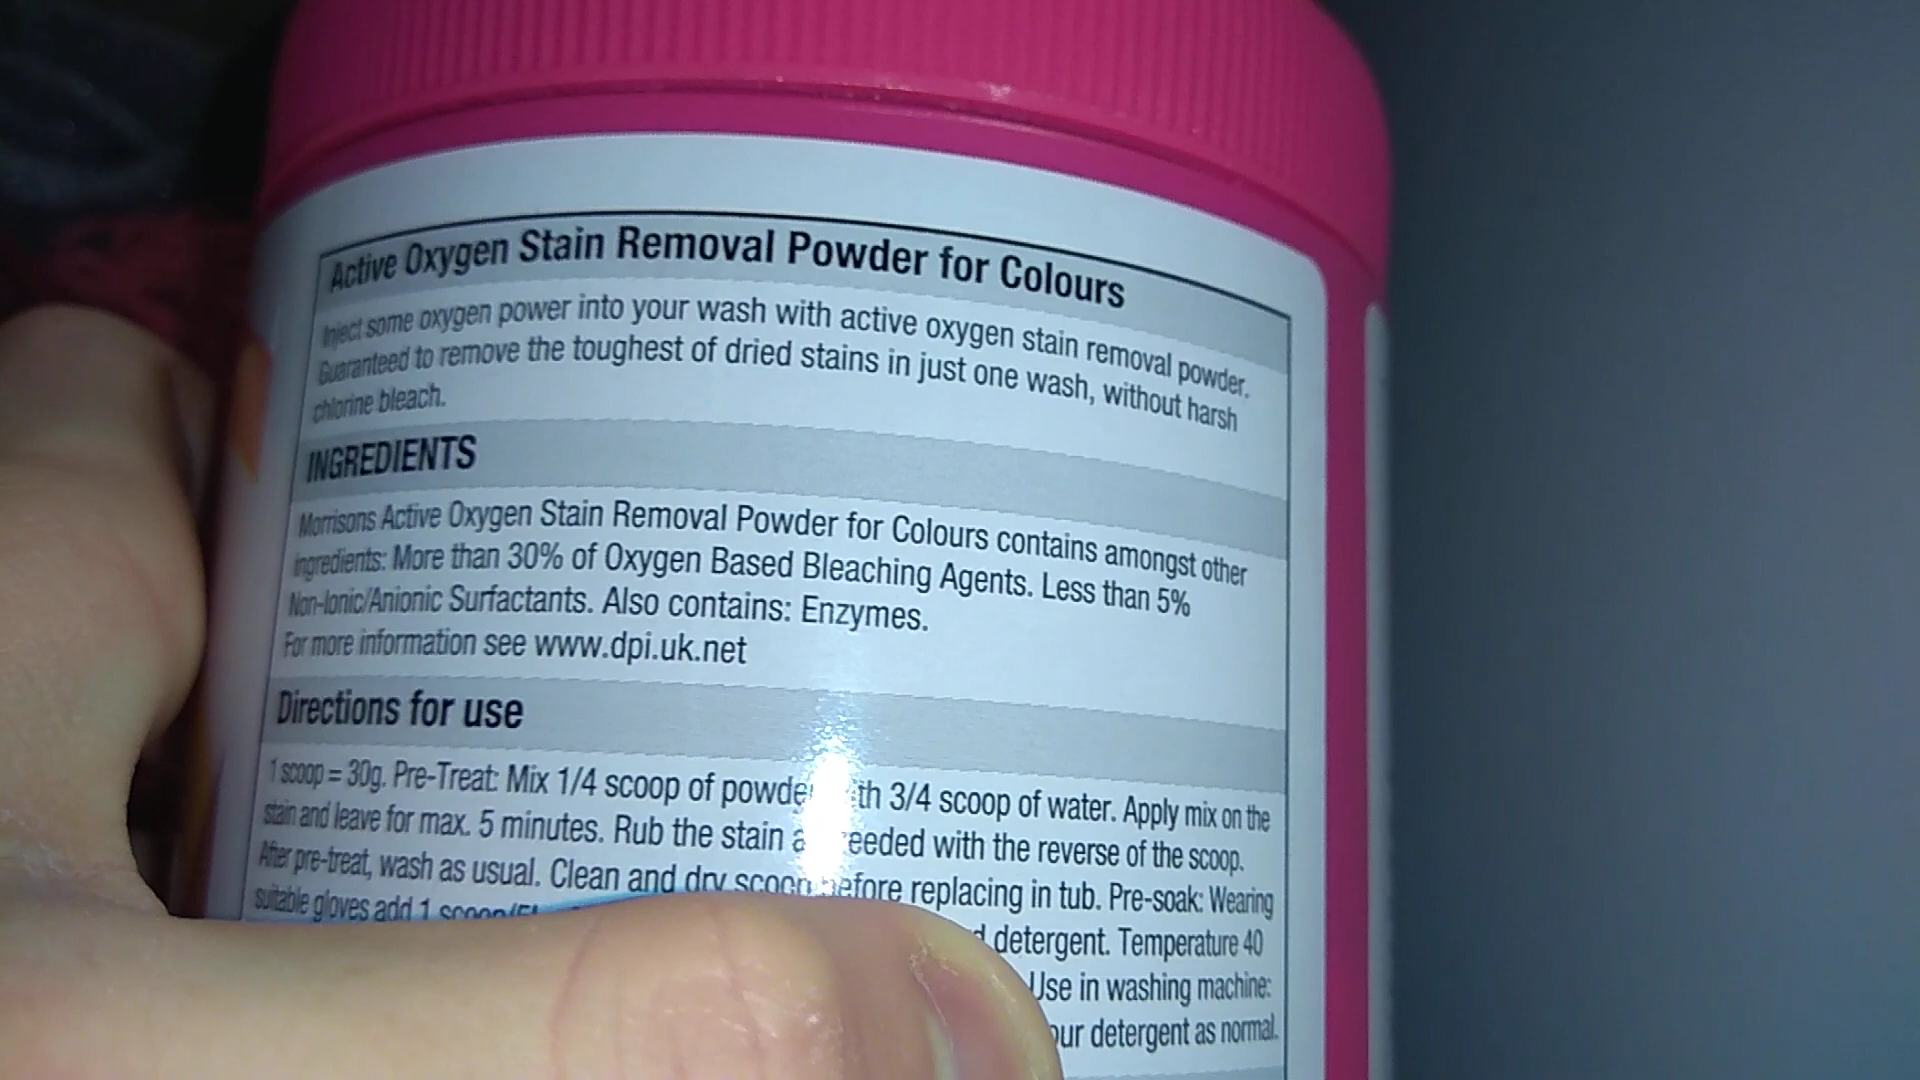 Active Oxygen Stain Removal Powder for Colours
Inject some oxygen power into your wash with active oxygen stain removal powder.
Guaranteed to remove the toughest of dried stains in just one wash, without harsh
chlorine bleach.
INGREDIENTS
Morrisons Active Oxygen Stain Removal Powder for Colours contains amongst other
ingredients: More than 30% of Oxygen Based Bleaching Agents. Less than 5%
Non-Ionic/Anionic Surfactants. Also contains: Enzymes.
For more information see www.dpi.uk.net
Directions for use
1 scoop = 30g. Pre-Treat: Mix 1/4 scoop of 3/4 scoop of water. Apply mix on the
stain and leave for max. 5 minutes. Rub the stain with the reverse of the scoop.
After pre-treat, wash as usual. Clean and dry scoop before replacing in tub. Pre-soak: Wearing
suitable gloves add 1 detergent. Temperature 40
Use in washing machine:
detergent as normal.